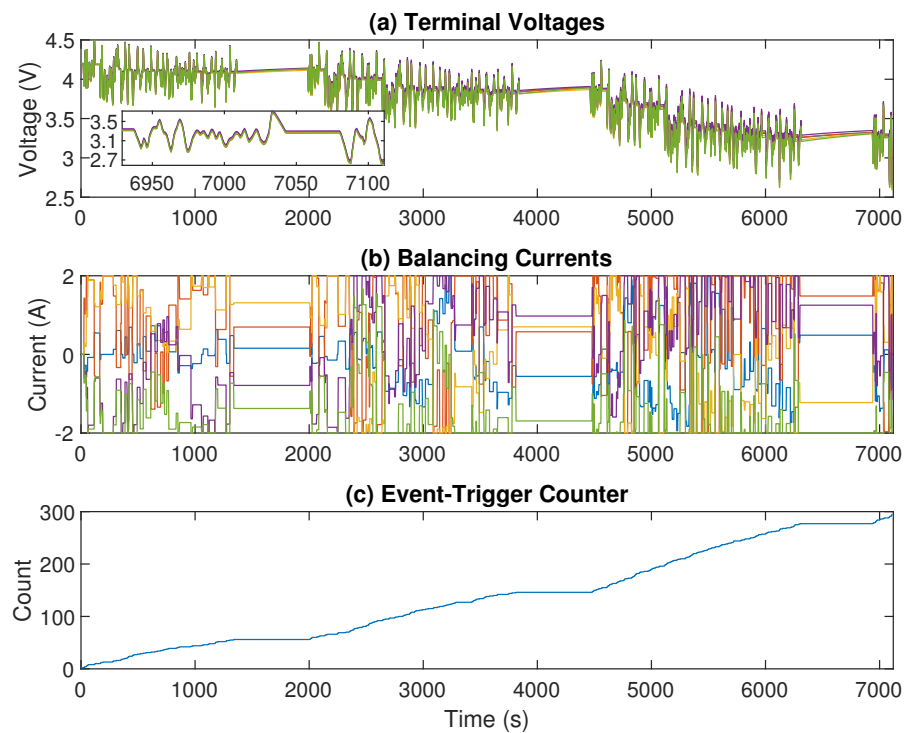 (a) Terminal Voltages
Voltage (V)
4.5
4
3.5
3
2.5
3.5
3.1
2.7
6950 7000 7050 7100
0 1000 2000 3000 4000 5000 6000 7000
(b) Balancing Currents
Current (A)
2
0
-2
0 1000 2000 3000 4000 5000 6000 7000
(c) Event-Trigger Counter
Count
300
200
100
0
0 1000 2000 3000 4000 5000 6000 7000
Time (s)